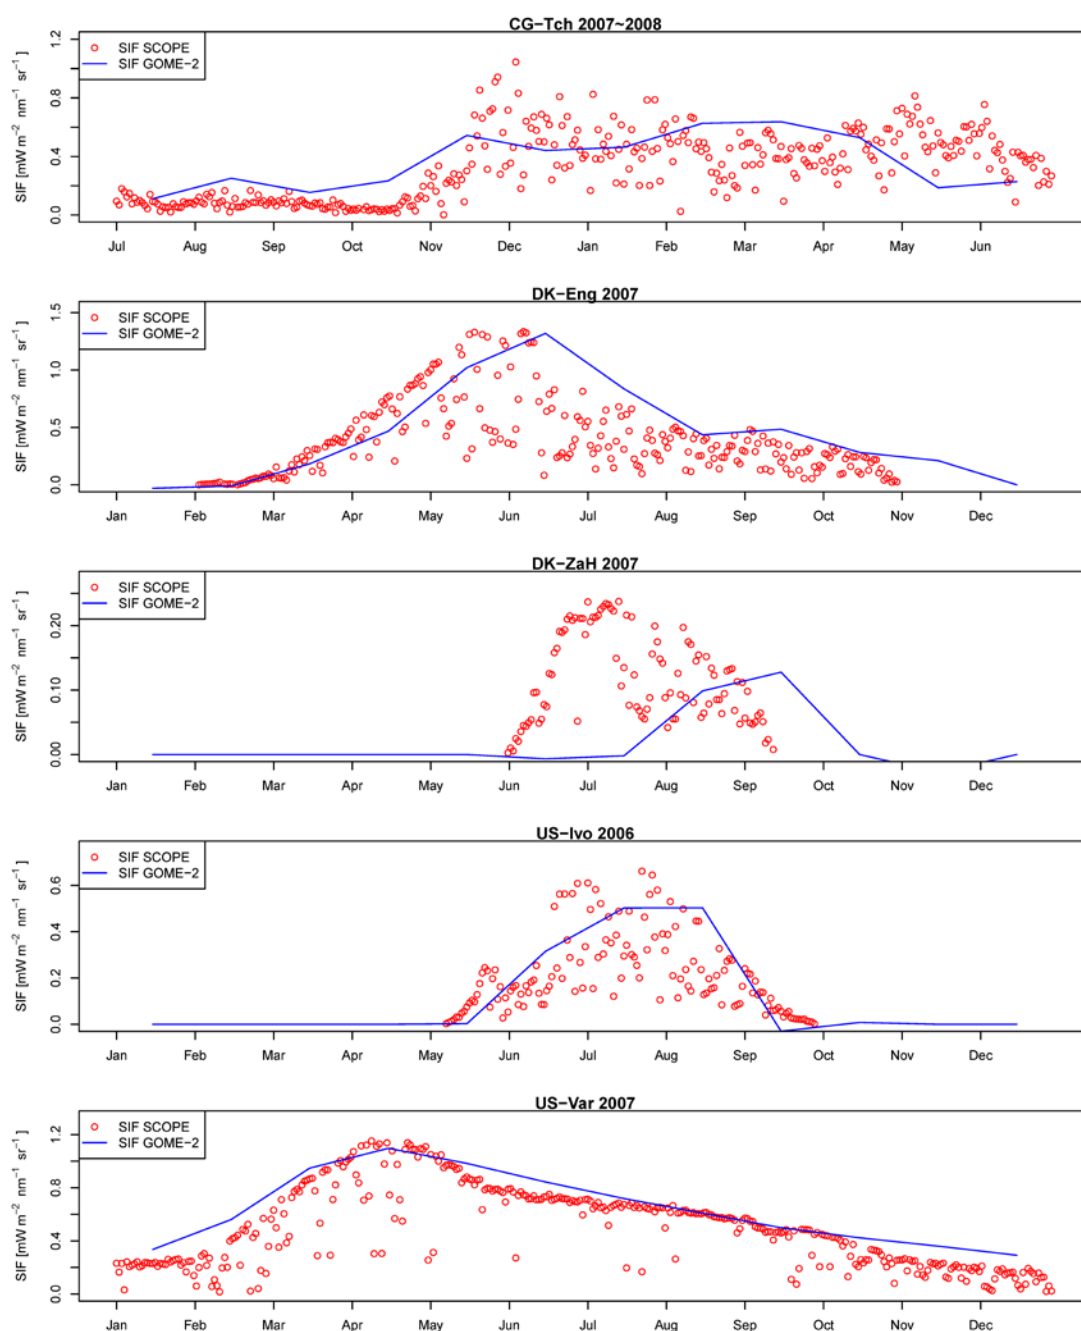 CG−Tch 2007~2008
SIF [mW m−2 nm−1 sr−1 ]
0.0 0.4 0.8 1.2
SIF SCOPE
SIF GOME−2
Jul Aug Sep Oct Nov Dec Jan Feb Mar Apr May Jun
DK−Eng 2007
SIF [mW m−2 nm−1 sr−1 ]
0.0 0.5 1.0 1.5
SIF SCOPE
SIF GOME−2
Jan Feb Mar Apr May Jun Jul Aug Sep Oct Nov Dec
DK−ZaH 2007
SIF [mW m−2 nm−1 sr−1 ]
0.00 0.10 0.20
SIF SCOPE
SIF GOME−2
Jan Feb Mar Apr May Jun Jul Aug Sep Oct Nov Dec
US−Ivo 2006
SIF [mW m−2 nm−1 sr−1 ]
0.0 0.2 0.4 0.6
SIF SCOPE
SIF GOME−2
Jan Feb Mar Apr May Jun Jul Aug Sep Oct Nov Dec
US−Var 2007
SIF [mW m−2 nm−1 sr−1 ]
0.0 0.4 0.8 1.2
SIF SCOPE
SIF GOME−2
Jan Feb Mar Apr May Jun Jul Aug Sep Oct Nov Dec